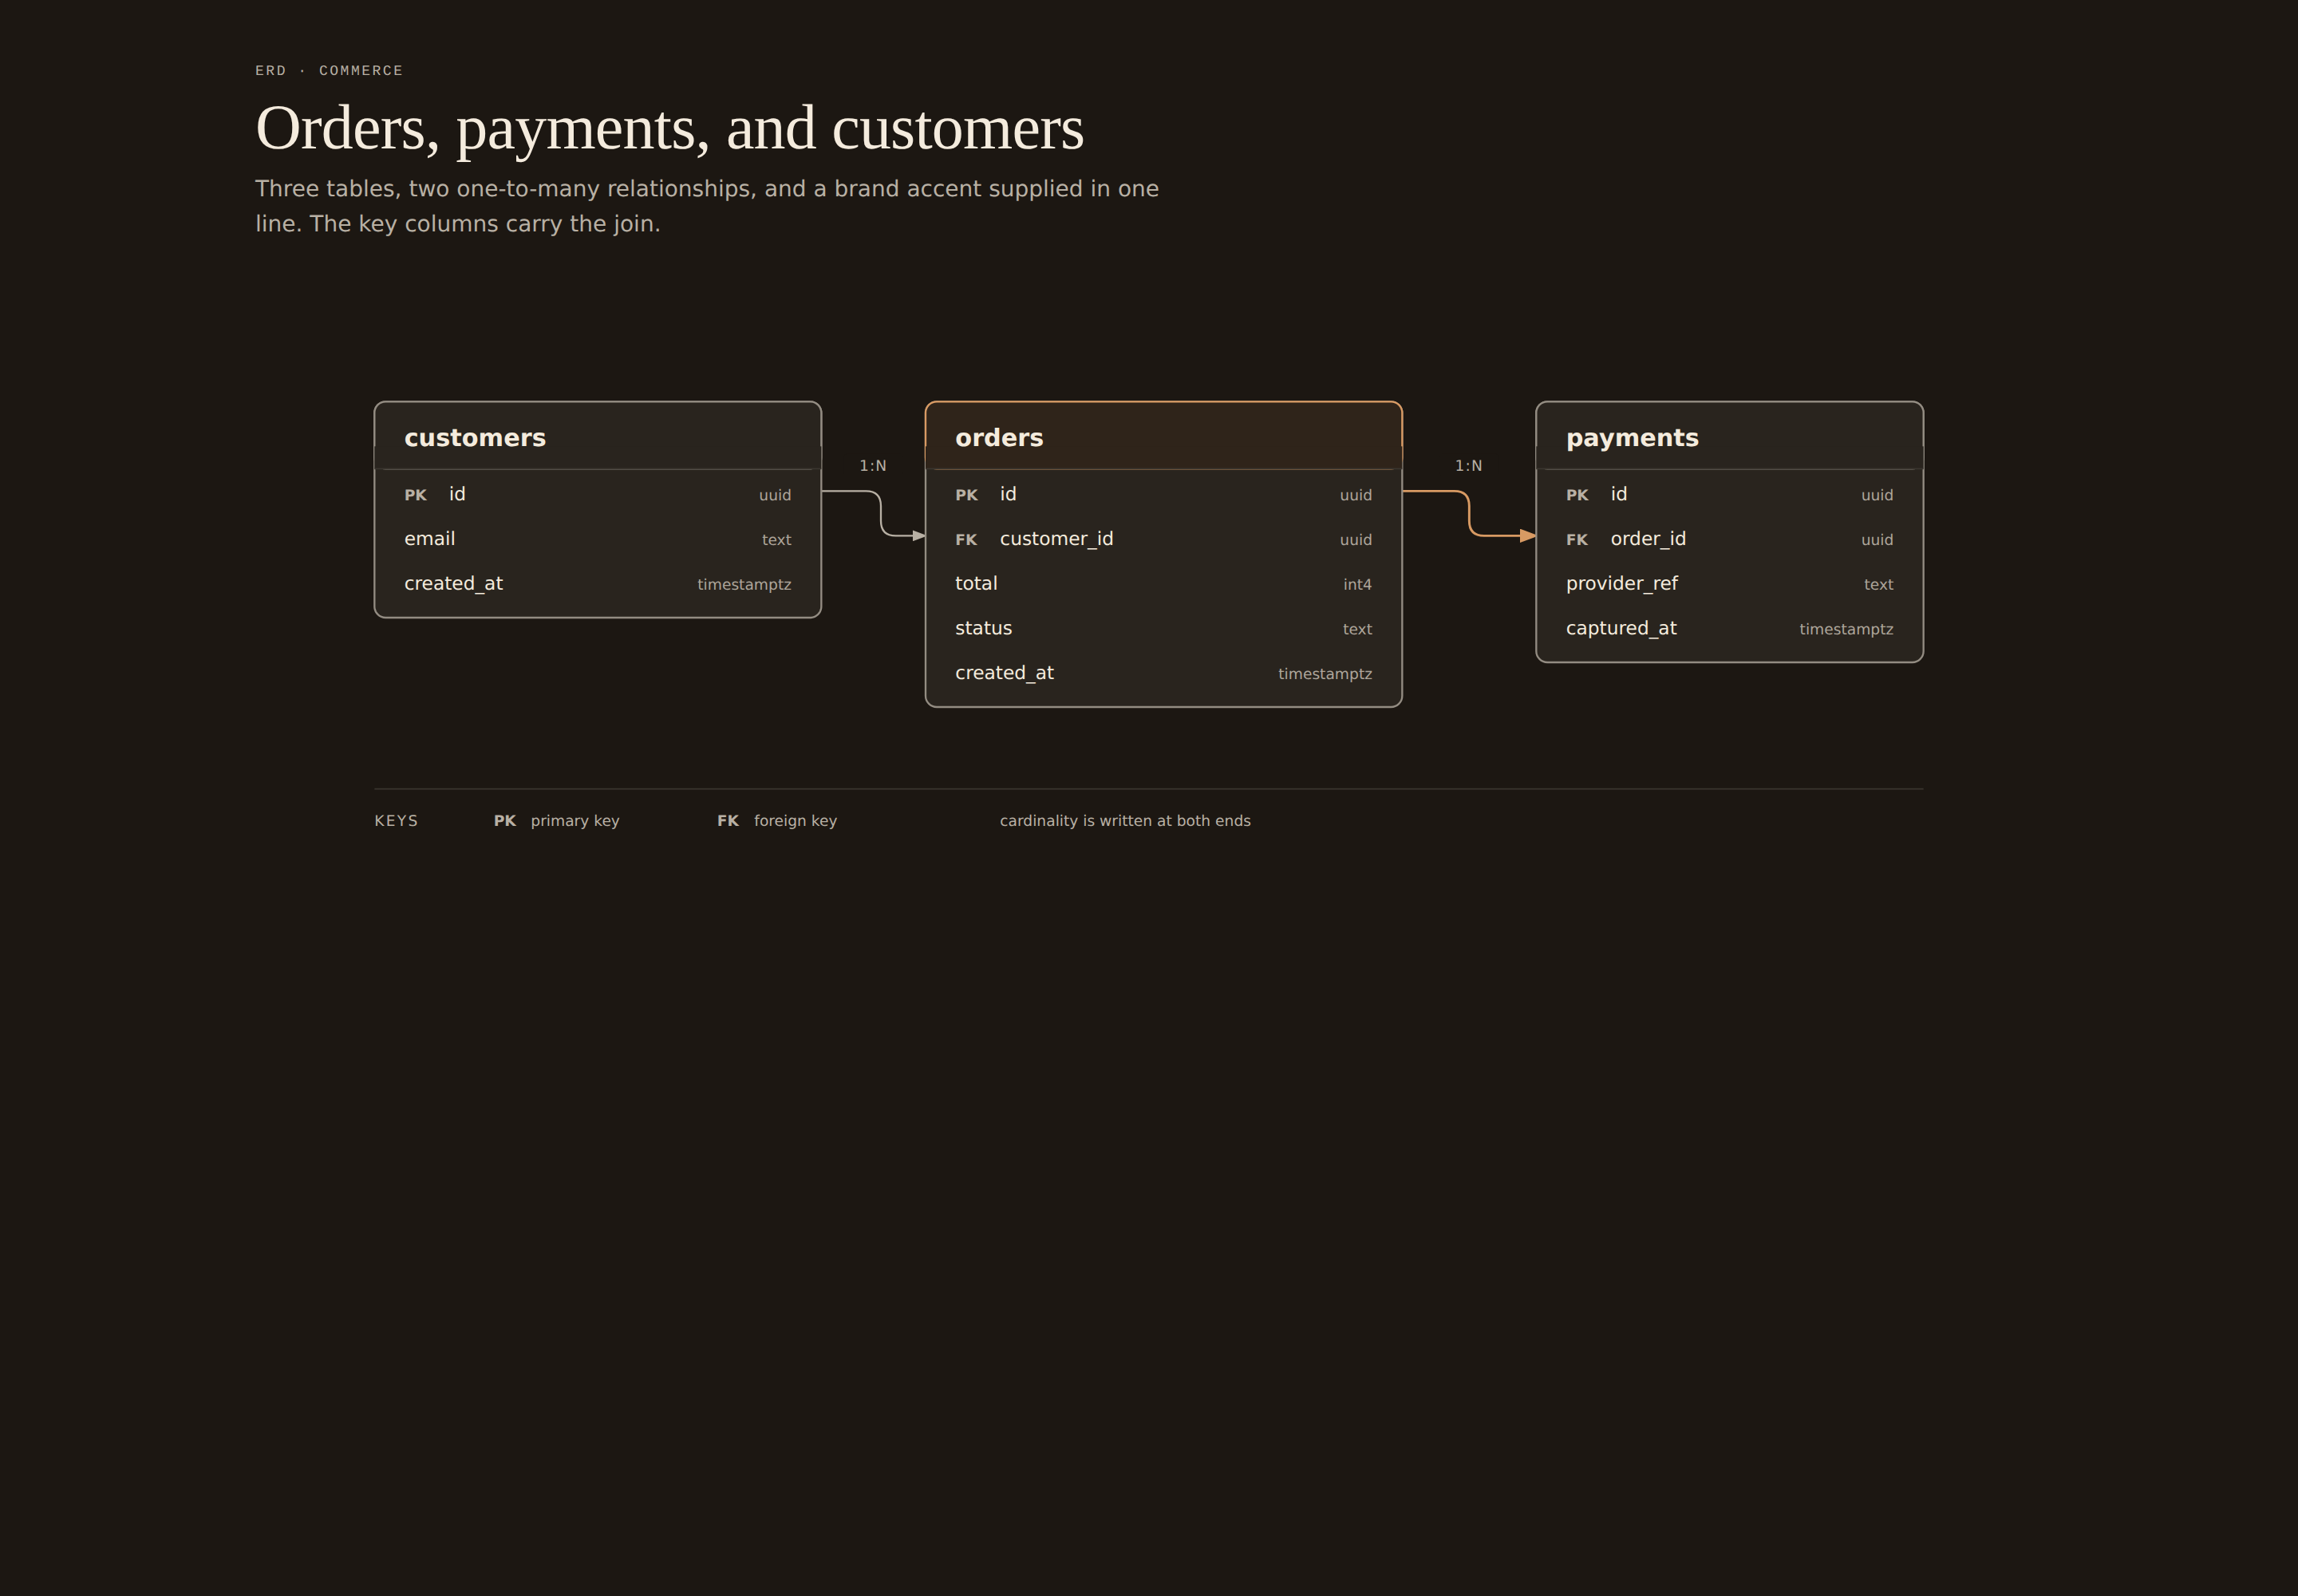 ERD · COMMERCE
Orders, payments, and customers
Three tables, two one-to-many relationships, and a brand accent supplied in one
line. The key columns carry the join.
customers
PK id uuid
email text
created_at timestamptz
1:N
orders
PK id uuid
FK customer_id uuid
total int4
status text
created_at timestamptz
1:N
payments
PK id uuid
FK order_id uuid
provider_ref text
captured_at timestamptz
KEYS PK primary key FK foreign key cardinality is written at both ends